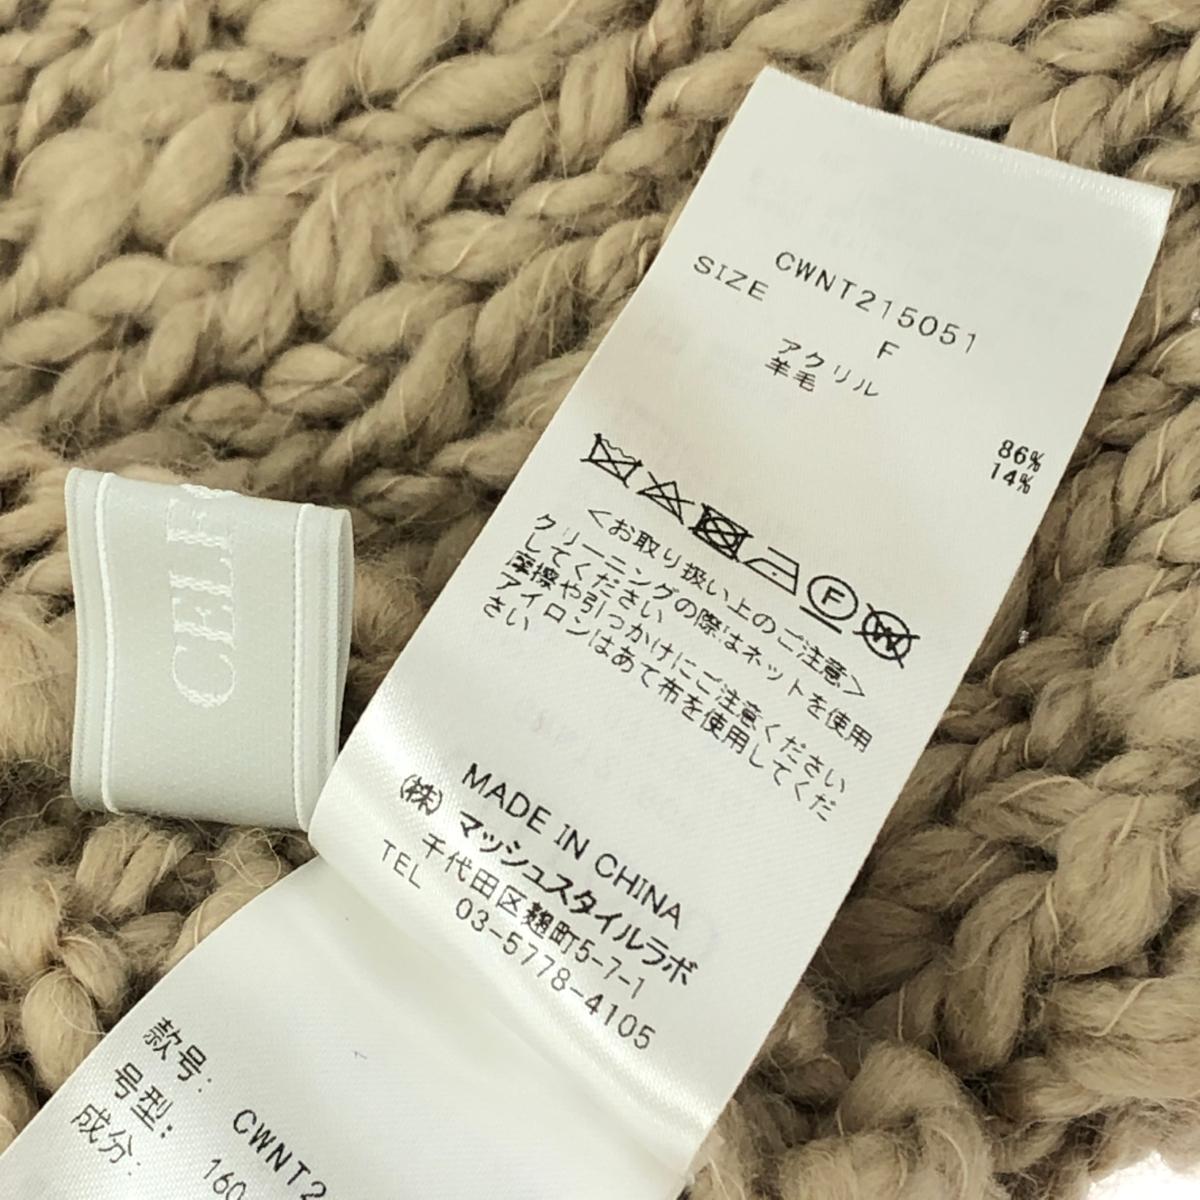 CWNT215051
SIZE F
アクリル 86%
羊毛 14%
F
W
<お取り扱い上のご注意>
クリーニングの際はネットを使用
してください
摩擦や引っかけにご注意ください
アイロンはあて布を使用してくだ
さい
MADE IN CHINA
(株) マッシュスタイルラボ
千代田区麹町5-7-1
TEL 03-5778-4105
款号: CWNT2
号型: 160
成分: